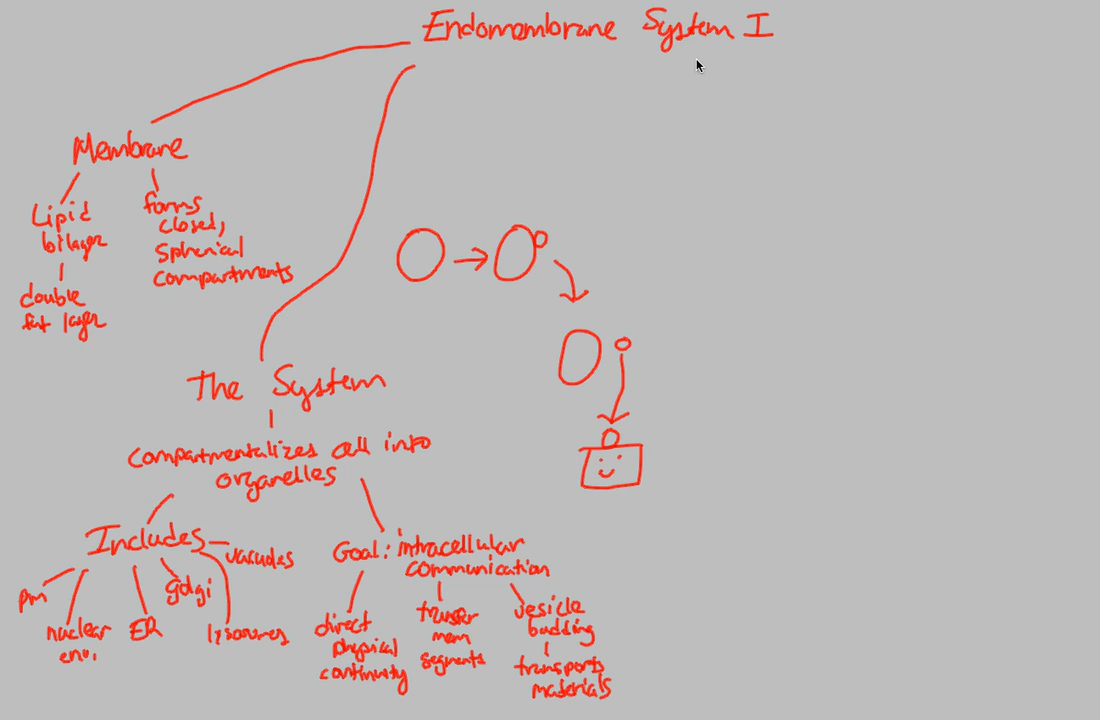 Endomembrane System I
Membrane
Lipid
bilayer
double
fat layer
forms
closed,
Spherical
compartments
The System
Compartmentalizes cell into
organelles
Includes
pm
nuclear
env.
ER
golgi
lysosomes
vacuoles
Goal: intracellular
communication
direct
physical
continuity
transfer
mem
segments
vesicle
budding
transports
materials